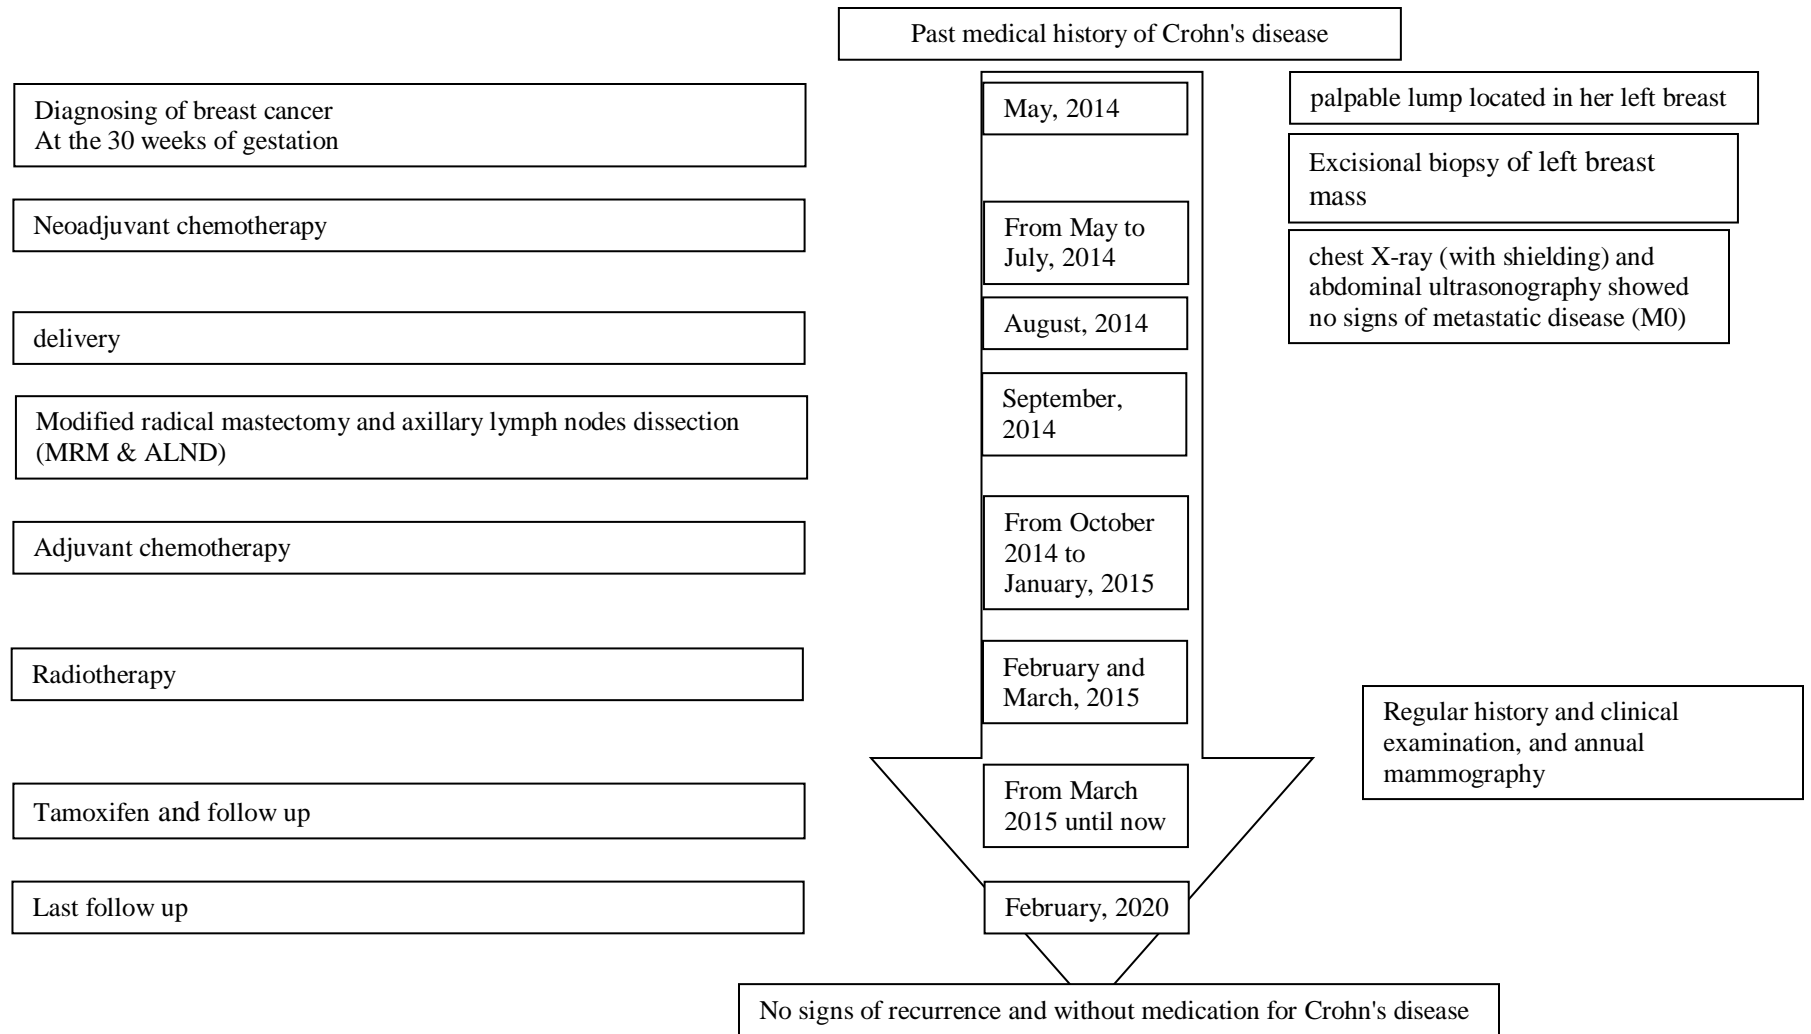 Past medical history of Crohn's disease
Diagnosing of breast cancer
At the 30 weeks of gestation
May, 2014
palpable lump located in her left breast
Excisional biopsy of left breast
mass
Neoadjuvant chemotherapy
From May to
July, 2014
chest X-ray (with shielding) and
abdominal ultrasonography showed
no signs of metastatic disease (M0)
delivery
August, 2014
Modified radical mastectomy and axillary lymph nodes dissection
(MRM & ALND)
September,
2014
Adjuvant chemotherapy
From October
2014 to
January, 2015
Radiotherapy
February and
March, 2015
Regular history and clinical
examination, and annual
mammography
Tamoxifen and follow up
From March
2015 until now
Last follow up
February, 2020
No signs of recurrence and without medication for Crohn's disease